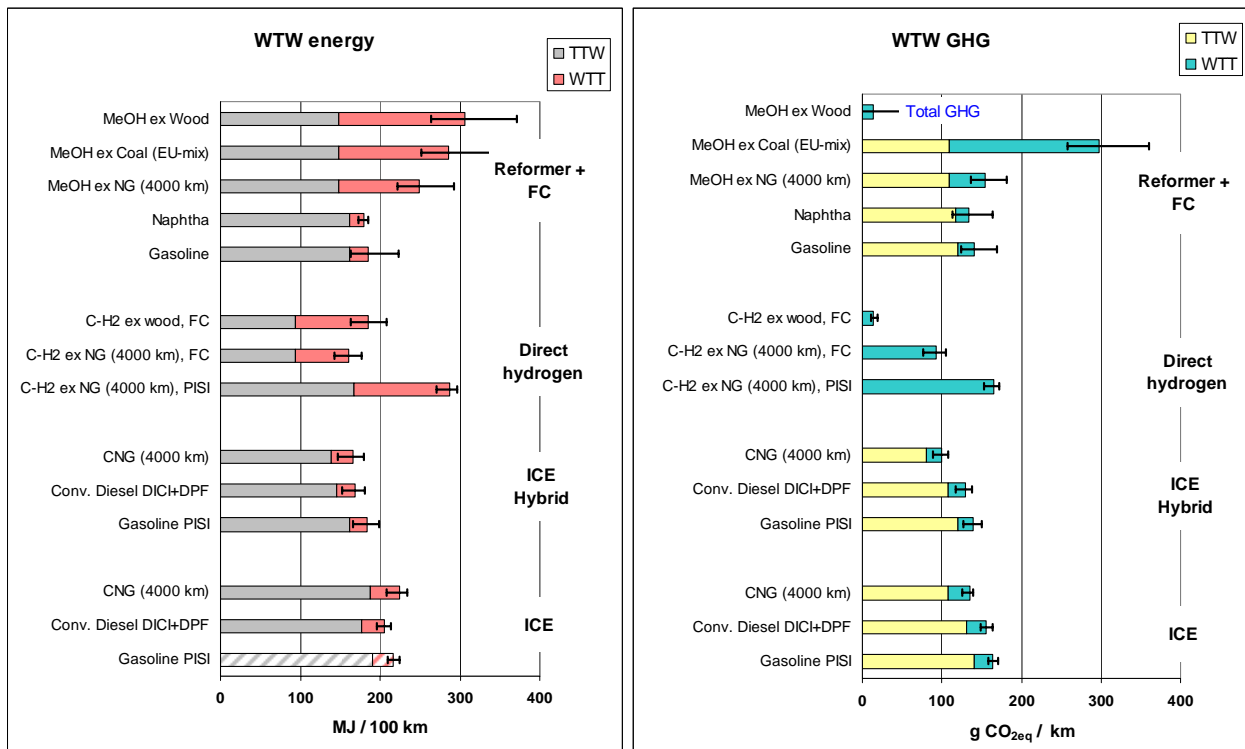 WTW energy
TTW
WTT
MeOH ex Wood
MeOH ex Coal (EU-mix)
MeOH ex NG (4000 km)
Naphtha
Gasoline
Reformer +
FC
C-H2 ex wood, FC
C-H2 ex NG (4000 km), FC
C-H2 ex NG (4000 km), PISI
Direct
hydrogen
CNG (4000 km)
Conv. Diesel DICI+DPF
Gasoline PISI
ICE
Hybrid
CNG (4000 km)
Conv. Diesel DICI+DPF
Gasoline PISI
ICE
0 100 200 300 400
MJ / 100 km
WTW GHG
TTW
WTT
MeOH ex Wood
Total GHG
MeOH ex Coal (EU-mix)
MeOH ex NG (4000 km)
Naphtha
Gasoline
Reformer +
FC
C-H2 ex wood, FC
C-H2 ex NG (4000 km), FC
C-H2 ex NG (4000 km), PISI
Direct
hydrogen
CNG (4000 km)
Conv. Diesel DICI+DPF
Gasoline PISI
ICE
Hybrid
CNG (4000 km)
Conv. Diesel DICI+DPF
Gasoline PISI
ICE
0 100 200 300 400
g CO2eq / km